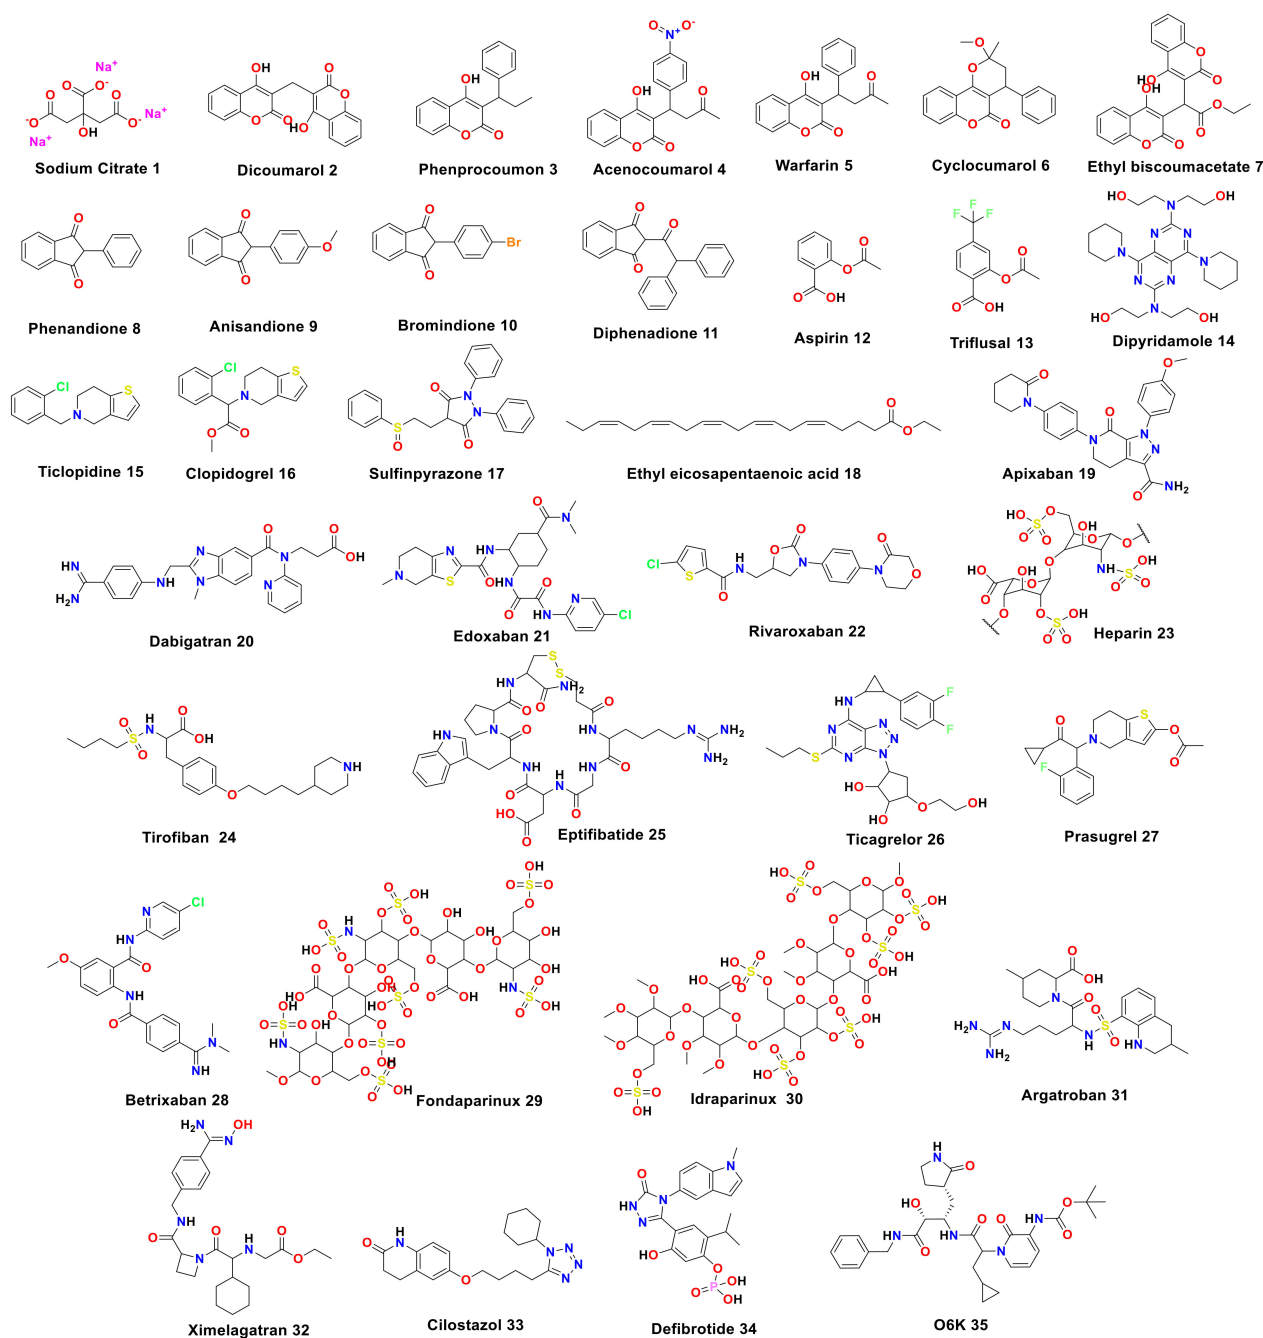 Sodium Citrate 1
Dicoumarol 2
Phenprocoumon 3
Acenocoumarol 4
Warfarin 5
Cyclocumarol 6
Ethyl biscoumacetate 7
Phenandione 8
Anisandione 9
Bromindione 10
Diphenadione 11
Aspirin 12
Triflusal 13
Dipyridamole 14
Ticlopidine 15
Clopidogrel 16
Sulfinpyrazone 17
Ethyl eicosapentaenoic acid 18
Apixaban 19
Dabigatran 20
Edoxaban 21
Rivaroxaban 22
Heparin 23
Tirofiban 24
Eptifibatide 25
Ticagrelor 26
Prasugrel 27
Betrixaban 28
Fondaparinux 29
Idraparinux 30
Argatroban 31
Ximelagatran 32
Cilostazol 33
Defibrotide 34
O6K 35